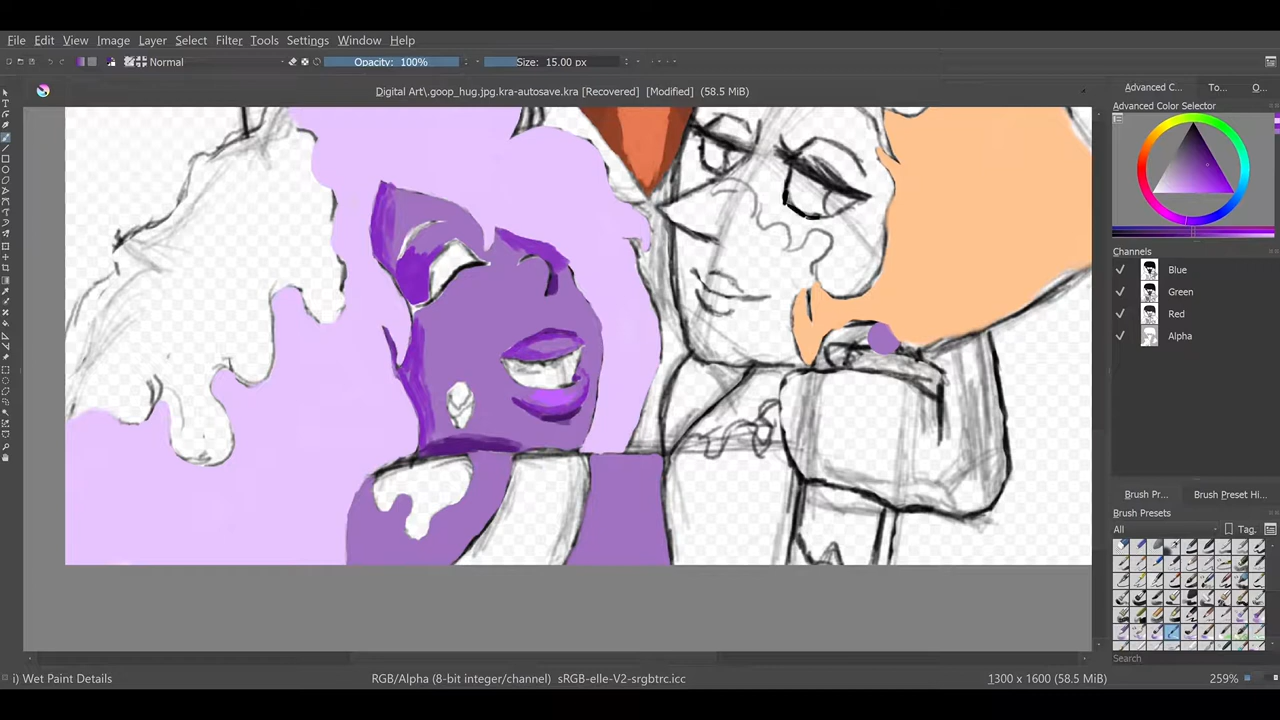 File Edit View Image Layer Select Filter Tools Settings Window Help
Normal Opacity: 100% Size: 15.00 px
Digital Art\.goop_hug.jpg.kra-autosave.kra [Recovered] [Modified] (58.5 MiB)
Advanced C... To... O...
Advanced Color Selector
Channels
Blue
Green
Red
Alpha
Brush Pr... Brush Preset Hi...
Brush Presets
All Tag.
Search
i) Wet Paint Details RGB/Alpha (8-bit integer/channel) sRGB-elle-V2-srgbtrc.icc 1300 x 1600 (58.5 MiB) 259%